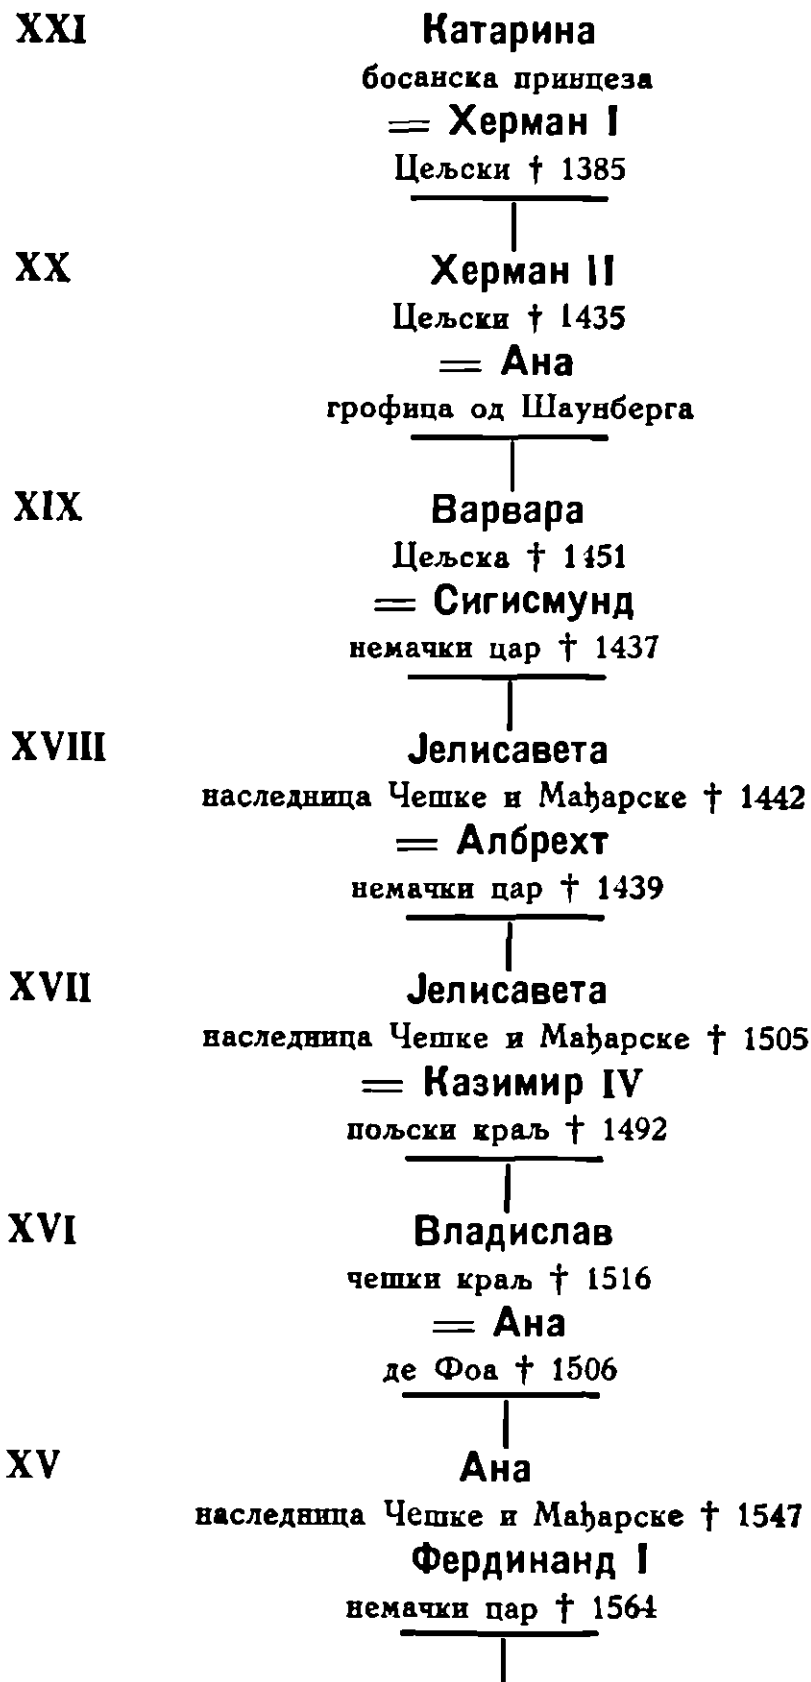 XXI Катарина
босанска принцеза
= Херман I
Цељски † 1385
XX Херман II
Цељски † 1435
= Ана
грофица од Шаунберга
XIX Варвара
Цељска † 1451
= Сигисмунд
немачки цар † 1437
XVIII Јелисавета
наследница Чешке и Мађарске † 1442
= Албрехт
немачки цар † 1439
XVII Јелисавета
наследница Чешке и Мађарске † 1505
= Казимир IV
пољски краљ † 1492
XVI Владислав
чешки краљ † 1516
= Ана
де Фоа † 1506
XV Ана
наследница Чешке и Мађарске † 1547
Фердинанд I
немачки цар † 1564